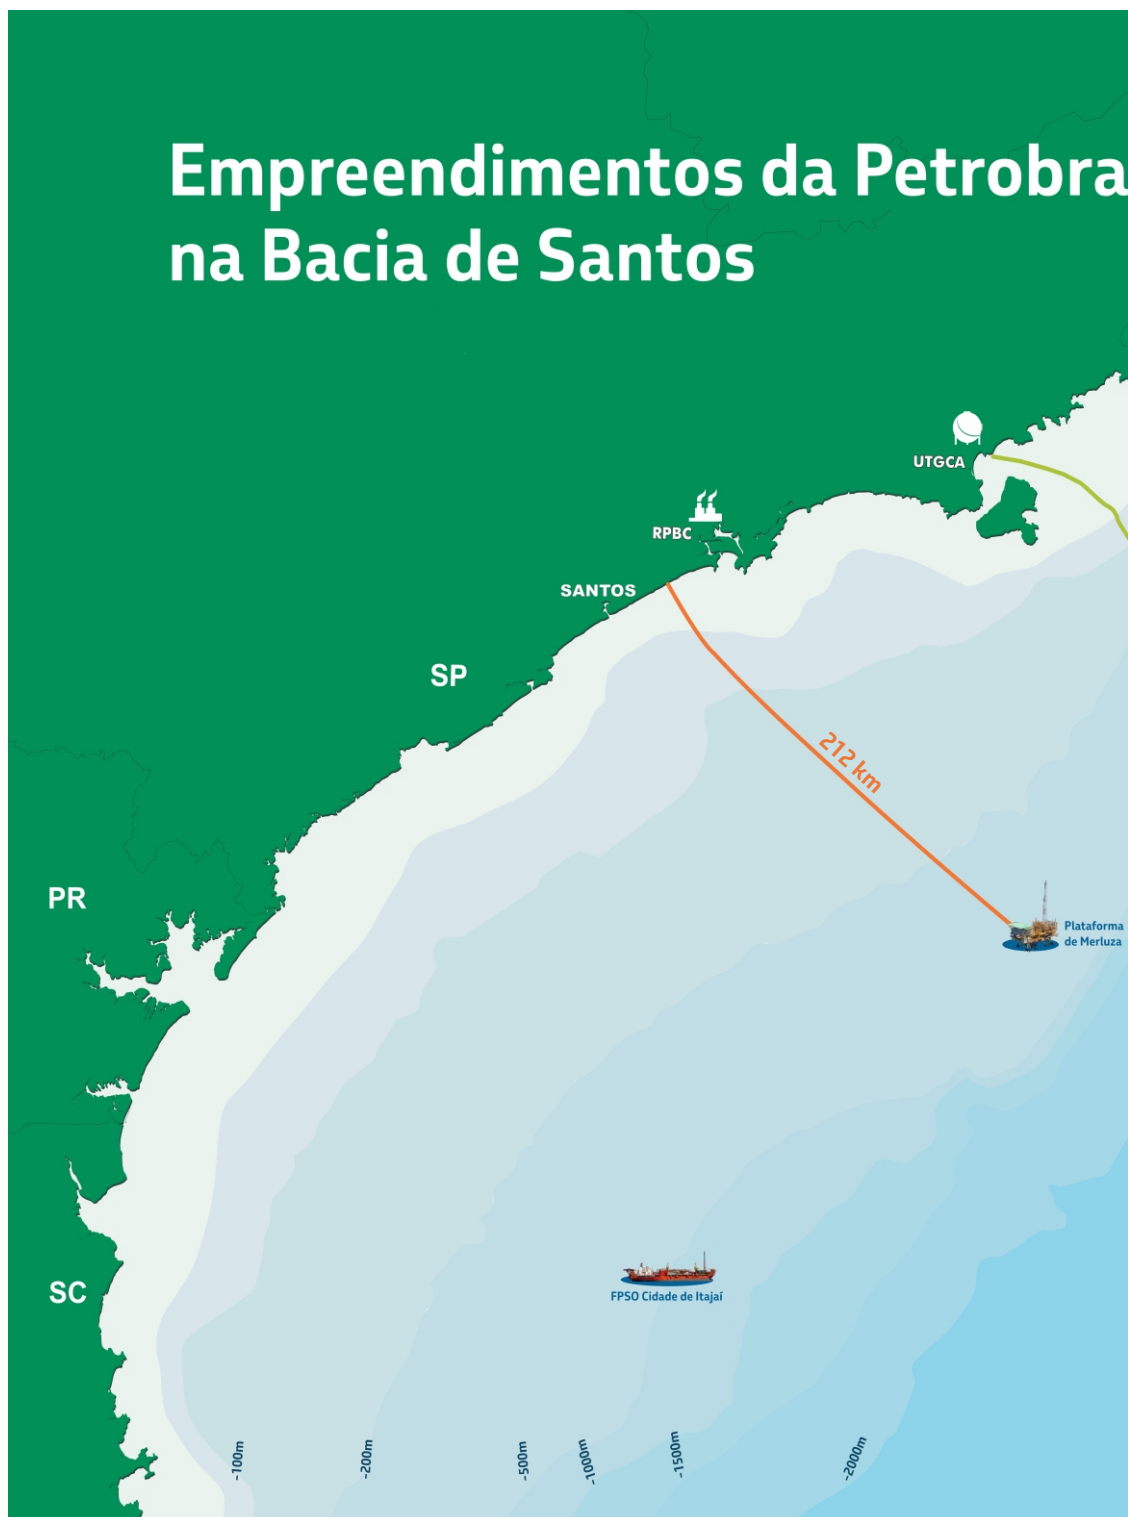 Empreendimentos da Petrobra
na Bacia de Santos
UTGCA
RPBC
SANTOS
SP
212 km
PR
Plataforma
de Merluza
SC
FPSO Cidade de Itajaí
-100m
-200m
-500m
-1000m
-1500m
-2000m